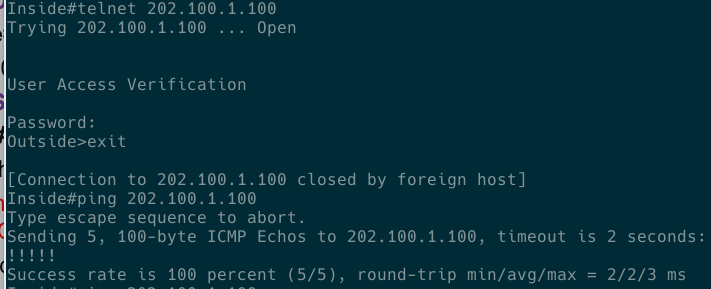 Inside#telnet 202.100.1.100
Trying 202.100.1.100 ... Open
User Access Verification
Password:
Outside>exit
[Connection to 202.100.1.100 closed by foreign host]
Inside#ping 202.100.1.100
Type escape sequence to abort.
Sending 5, 100-byte ICMP Echos to 202.100.1.100, timeout is 2 seconds:
!!!!!
Success rate is 100 percent (5/5), round-trip min/avg/max = 2/2/3 ms